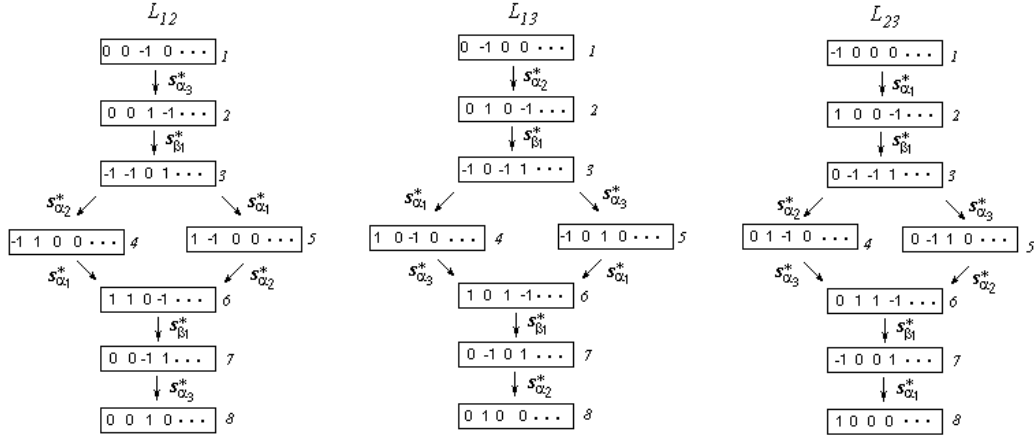 L₁₂ L₁₃ L₂₃
0 0 -1 0 ··· 1 0 -1 0 0 ··· 1 -1 0 0 0 ··· 1
s*α₃ s*α₂ s*α₁
0 0 1 -1 ··· 2 0 1 0 -1 ··· 2 1 0 0 -1 ··· 2
s*β₁ s*β₁ s*β₁
-1 -1 0 1 ··· 3 -1 0 -1 1 ··· 3 0 -1 -1 1 ··· 3
s*α₂ s*α₁ s*α₁ s*α₃ s*α₂ s*α₃
-1 1 0 0 ··· 4 1 -1 0 0 ··· 5 1 0 -1 0 ··· 4 -1 0 1 0 ··· 5 0 1 -1 0 ··· 4 0 -1 1 0 ··· 5
s*α₁ s*α₂ s*α₃ s*α₁ s*α₃ s*α₂
1 1 0 -1 ··· 6 1 0 1 -1 ··· 6 0 1 1 -1 ··· 6
s*β₁ s*β₁ s*β₁
0 0 -1 1 ··· 7 0 -1 0 1 ··· 7 -1 0 0 1 ··· 7
s*α₃ s*α₂ s*α₁
0 0 1 0 ··· 8 0 1 0 0 ··· 8 1 0 0 0 ··· 8